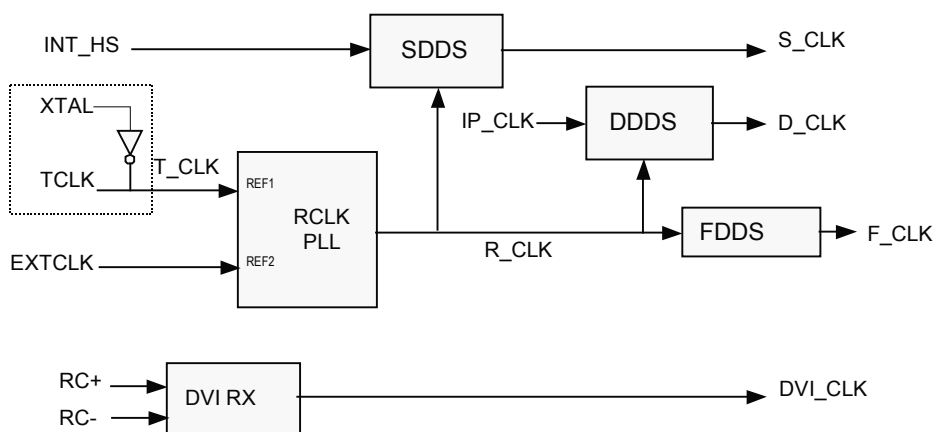 INT_HS
SDDS
S_CLK
XTAL
IP_CLK
DDDS
D_CLK
TCLK
T_CLK
REF1
RCLK
PLL
R_CLK
FDDS
F_CLK
EXTCLK
REF2
RC+
RC-
DVI RX
DVI_CLK